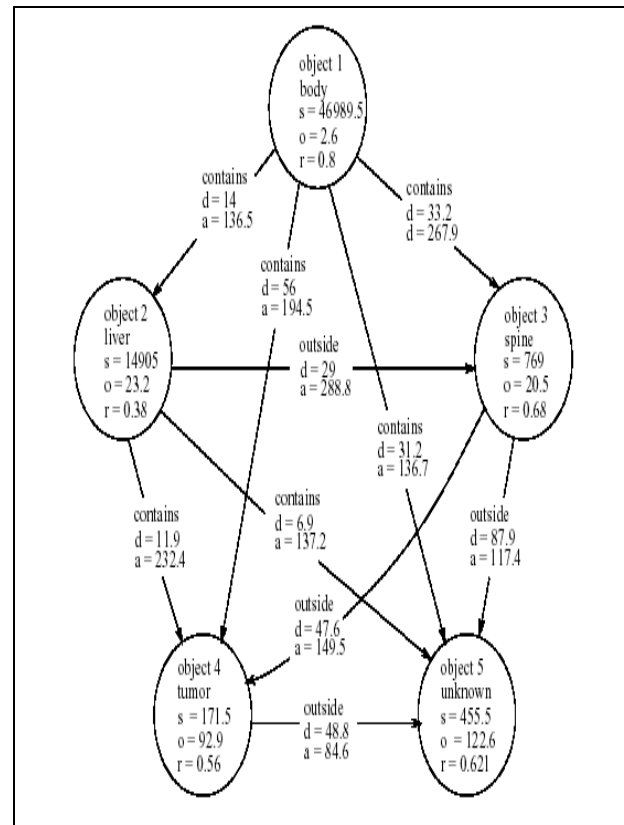 object 1
body
s = 46989.5
o = 2.6
r = 0.8
contains
d = 14
a = 136.5
contains
d = 33.2
d = 267.9
contains
d = 56
a = 194.5
object 2
liver
s = 14905
o = 23.2
r = 0.38
object 3
spine
s = 769
o = 20.5
r = 0.68
outside
d = 29
a = 288.8
contains
d = 31.2
a = 136.7
contains
d = 11.9
a = 232.4
contains
d = 6.9
a = 137.2
outside
d = 87.9
a = 117.4
outside
d = 47.6
a = 149.5
object 4
tumor
s = 171.5
o = 92.9
r = 0.56
outside
d = 48.8
a = 84.6
object 5
unknown
s = 455.5
o = 122.6
r = 0.621